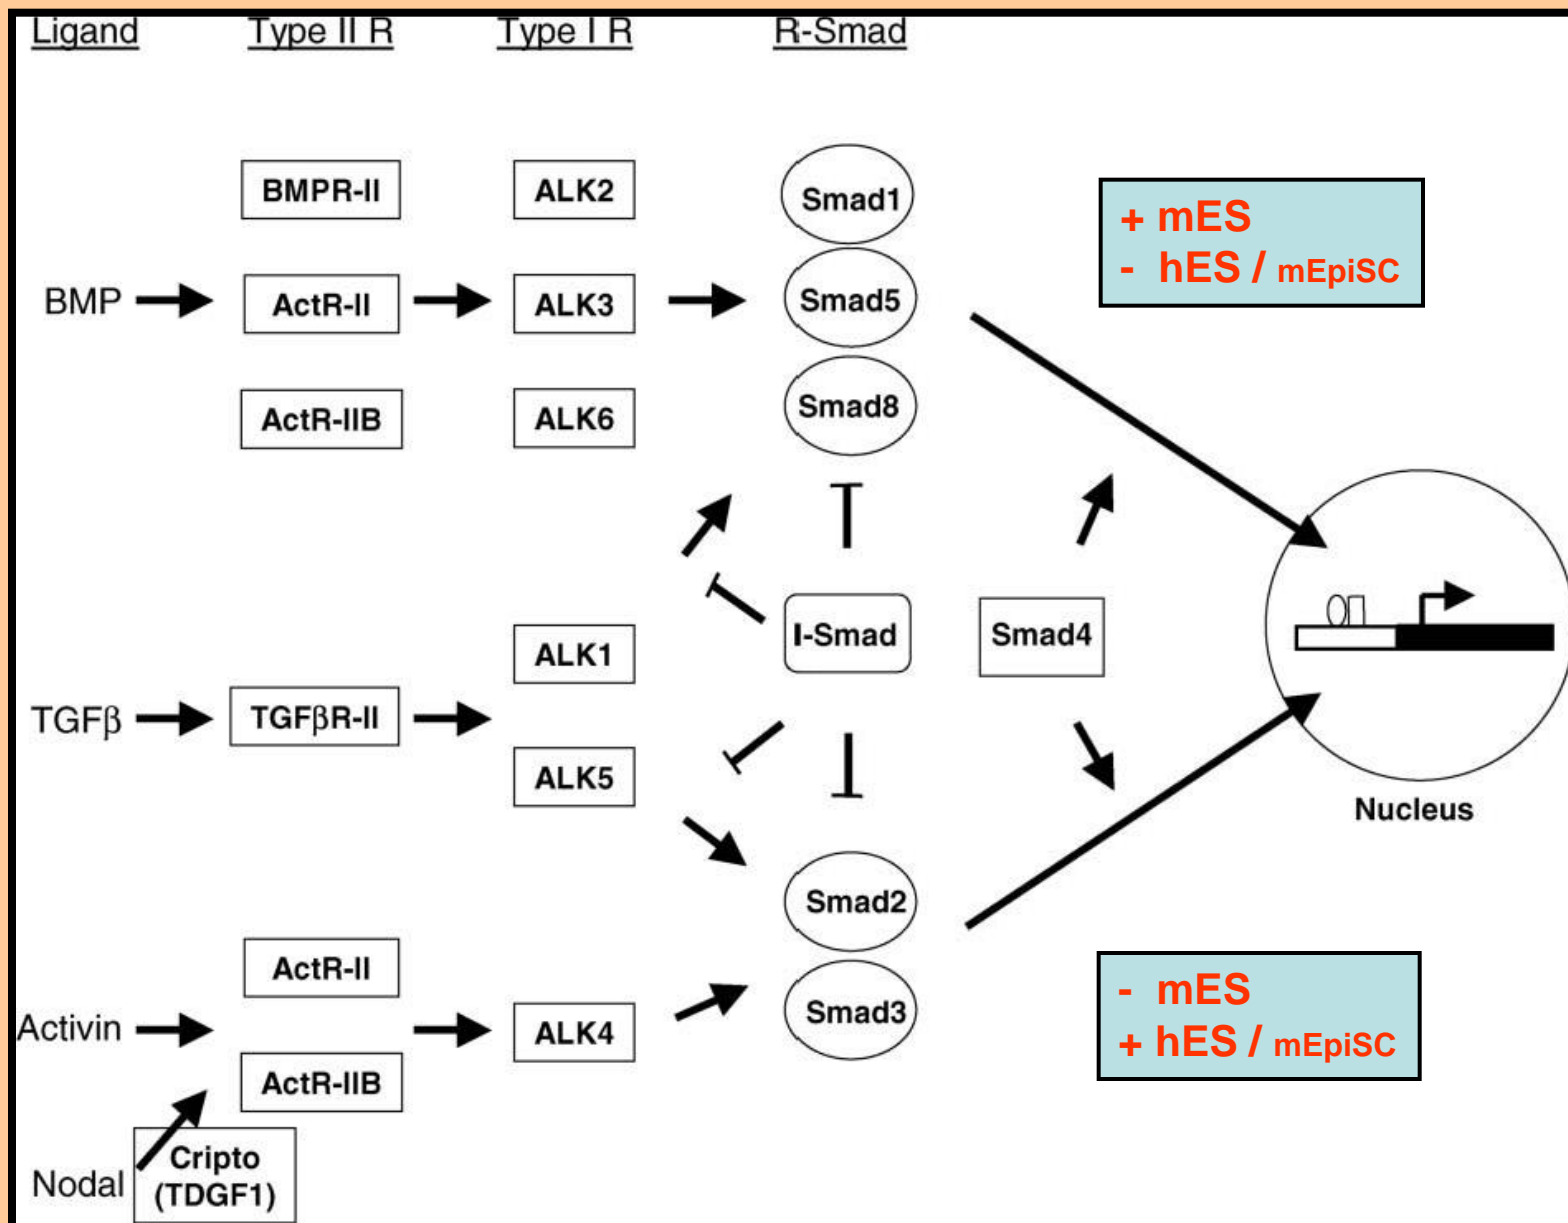 Ligand Type II R Type I R R-Smad
BMPR-II ALK2 Smad1
+ mES
- hES / mEpiSC
BMP ActR-II ALK3 Smad5
ActR-IIB ALK6 Smad8
ALK1 I-Smad Smad4
TGFβ TGFβR-II
ALK5
Nucleus
Smad2
ActR-II
- mES
+ hES / mEpiSC
Activin ALK4 Smad3
ActR-IIB
Nodal Cripto
(TDGF1)